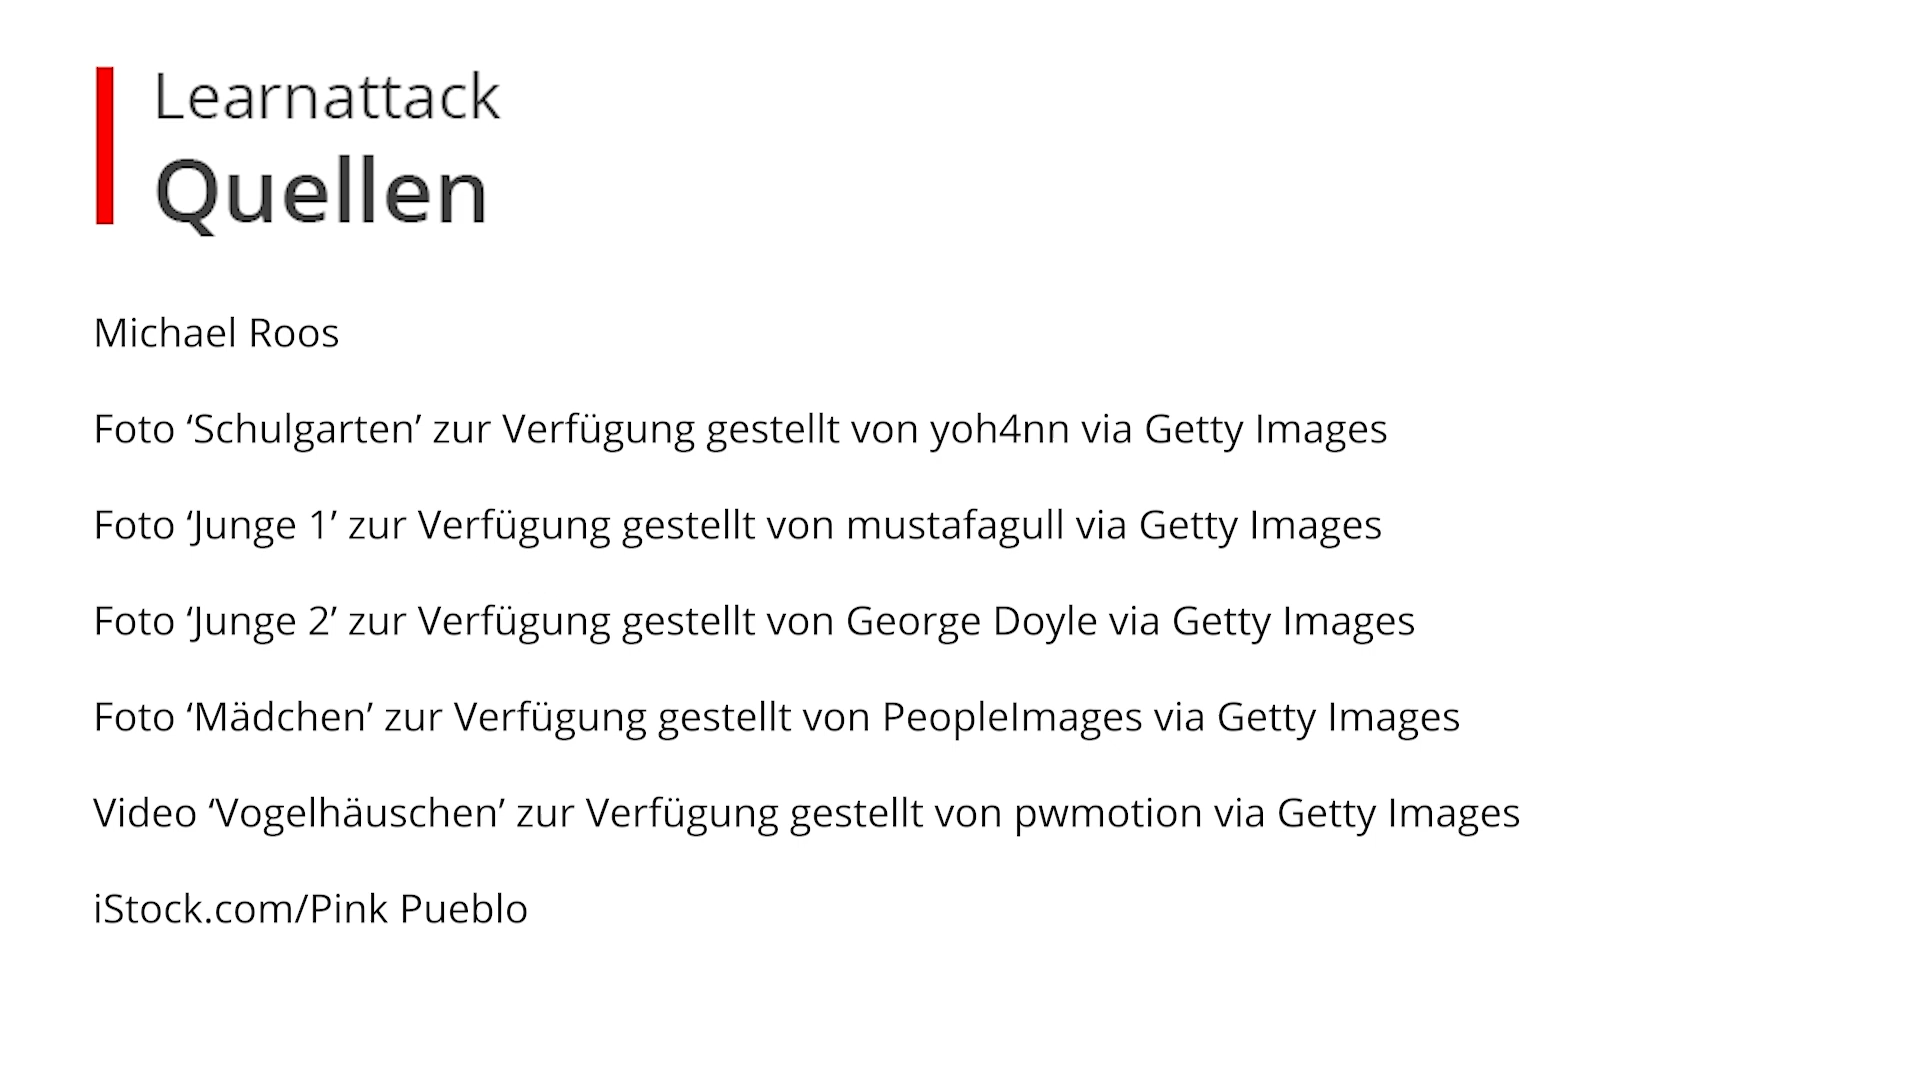 Learnattack
Quellen
Michael Roos
Foto ‘Schulgarten’ zur Verfügung gestellt von yoh4nn via Getty Images
Foto ‘Junge 1’ zur Verfügung gestellt von mustafagull via Getty Images
Foto ‘Junge 2’ zur Verfügung gestellt von George Doyle via Getty Images
Foto ‘Mädchen’ zur Verfügung gestellt von PeopleImages via Getty Images
Video ‘Vogelhäuschen’ zur Verfügung gestellt von pwmotion via Getty Images
iStock.com/Pink Pueblo